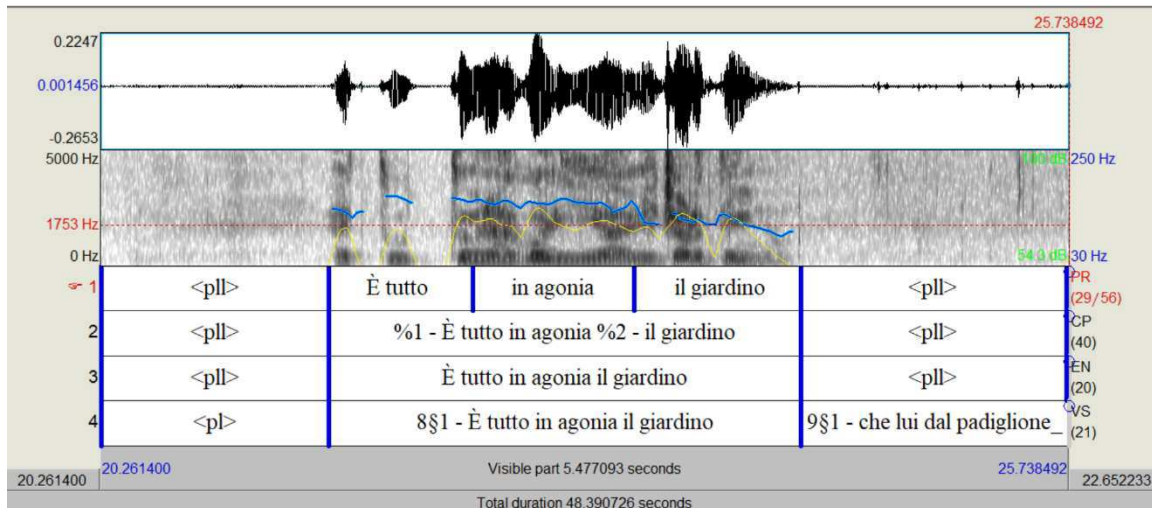 25.738492
0.2247
0.001456
-0.2653
5000 Hz
100 dB 250 Hz
1753 Hz
0 Hz
54.3 dB 30 Hz
1 <pll> È tutto in agonia il giardino <pll> PR (29/56)
2 <pll> %1 - È tutto in agonia %2 - il giardino <pll> CP (40)
3 <pll> È tutto in agonia il giardino <pll> EN (20)
4 <pl> 8§1 - È tutto in agonia il giardino 9§1 - che lui dal padiglione_ VS (21)
20.261400 Visible part 5.477093 seconds 25.738492
20.261400 22.652233
Total duration 48.390726 seconds